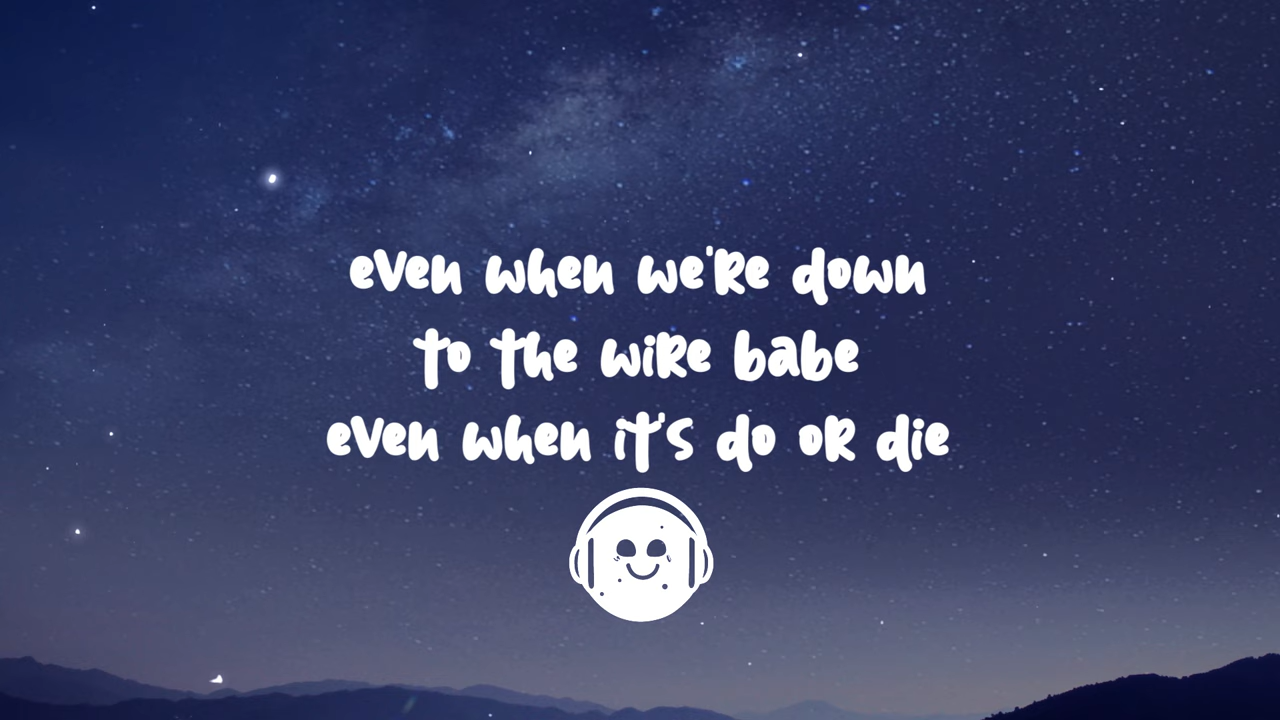 even when we're down
to the wire babe
even when it's do or die